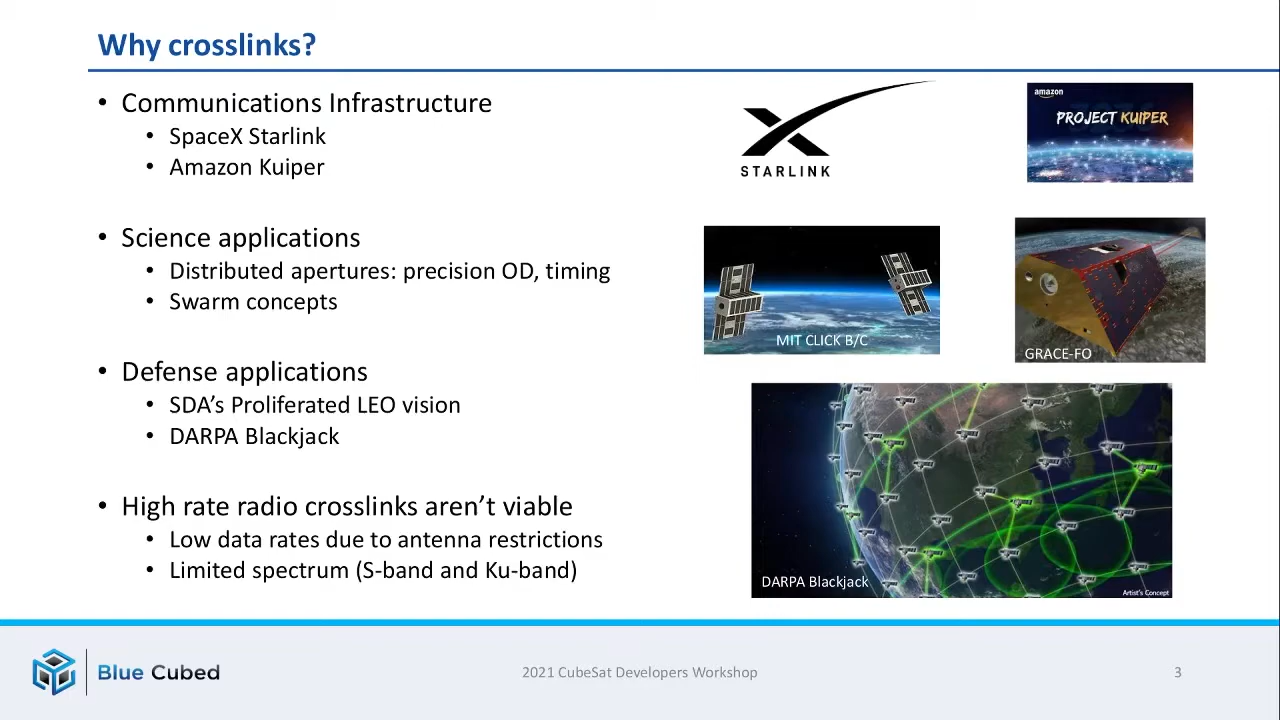 Why crosslinks?
• Communications Infrastructure
• SpaceX Starlink
• Amazon Kuiper
• Science applications
• Distributed apertures: precision OD, timing
• Swarm concepts
• Defense applications
• SDA’s Proliferated LEO vision
• DARPA Blackjack
• High rate radio crosslinks aren’t viable
• Low data rates due to antenna restrictions
• Limited spectrum (S-band and Ku-band)
STARLINK
amazon
PROJECT KUIPER
MIT CLICK B/C
GRACE-FO
DARPA Blackjack
Artist's Concept
Blue Cubed
2021 CubeSat Developers Workshop
3